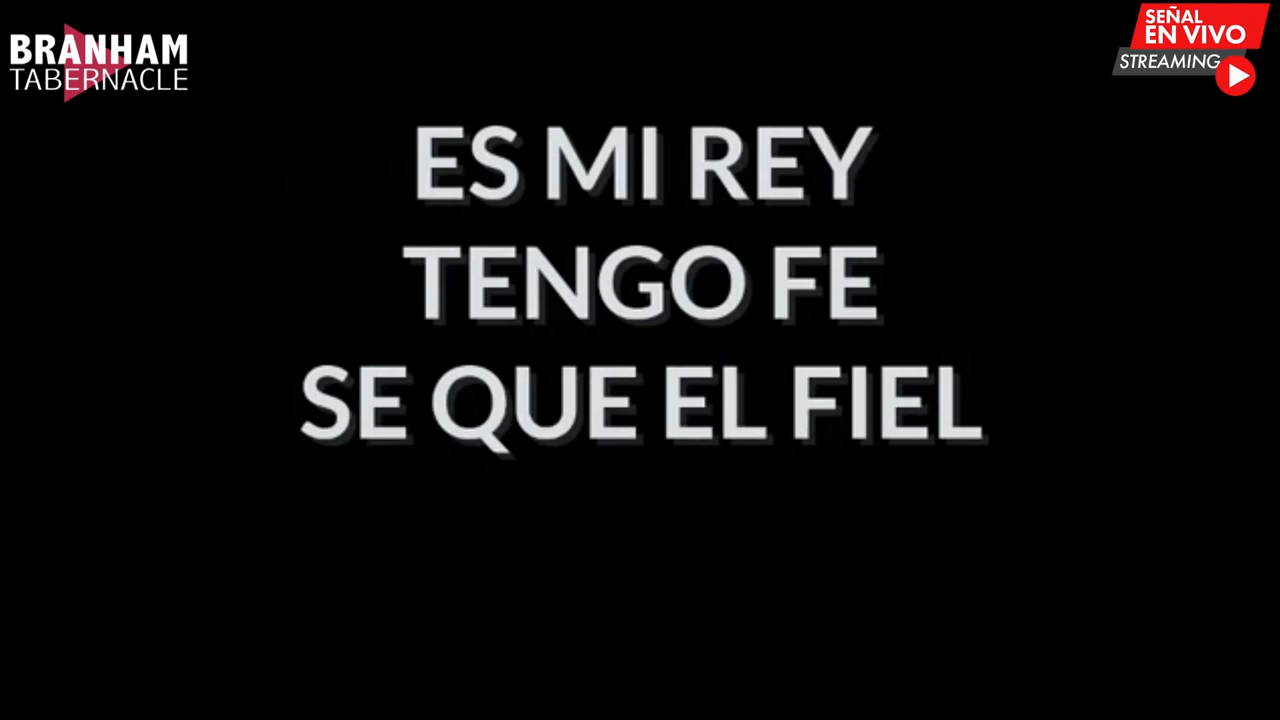 BRANHAM
TABERNACLE
SEÑAL
EN VIVO
STREAMING
ES MI REY
TENGO FE
SE QUE EL FIEL